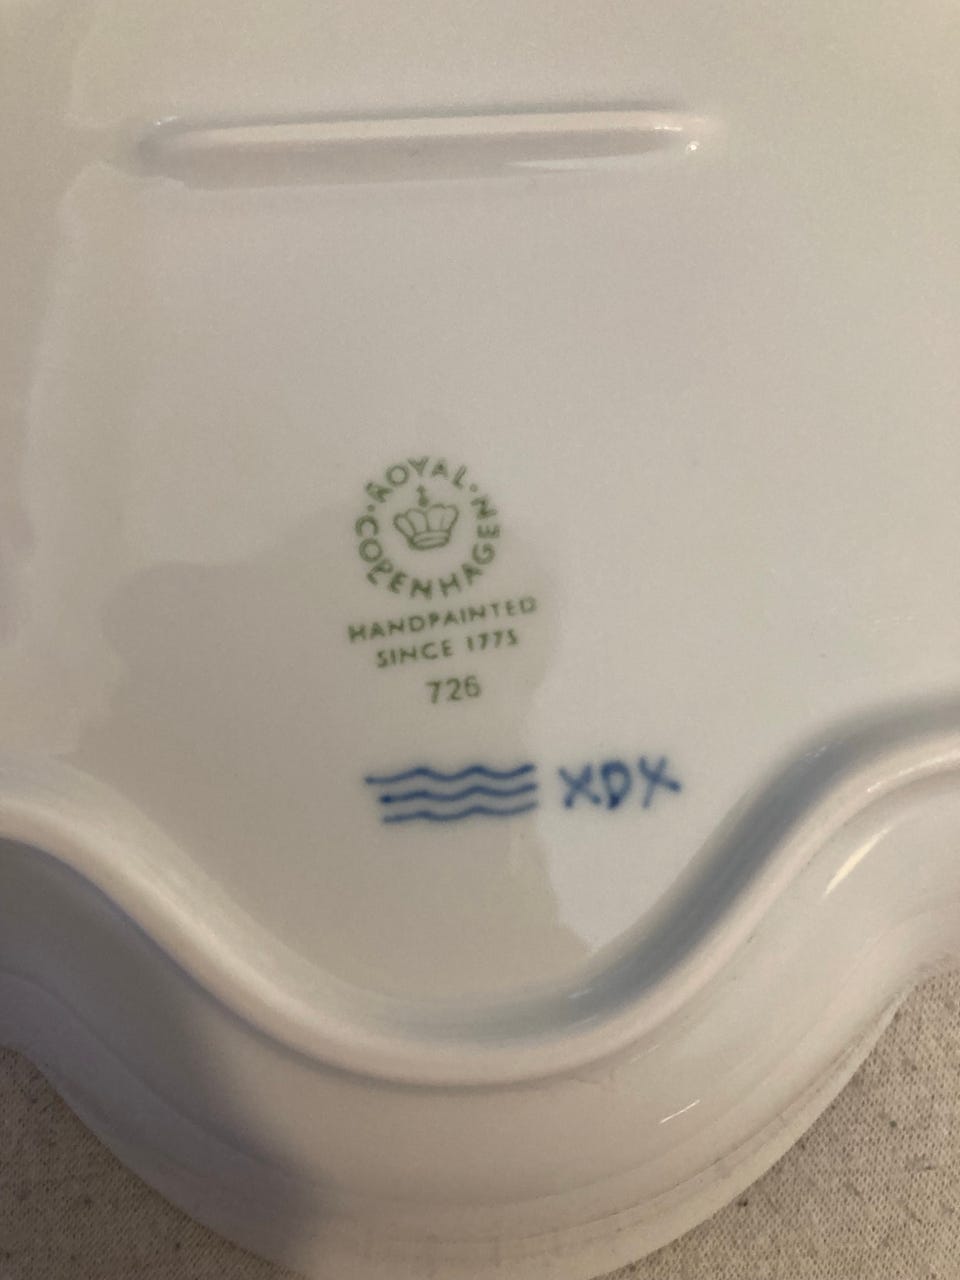 ROYAL COPENHAGEN
HANDPAINTED
SINCE 1775
726
XDX